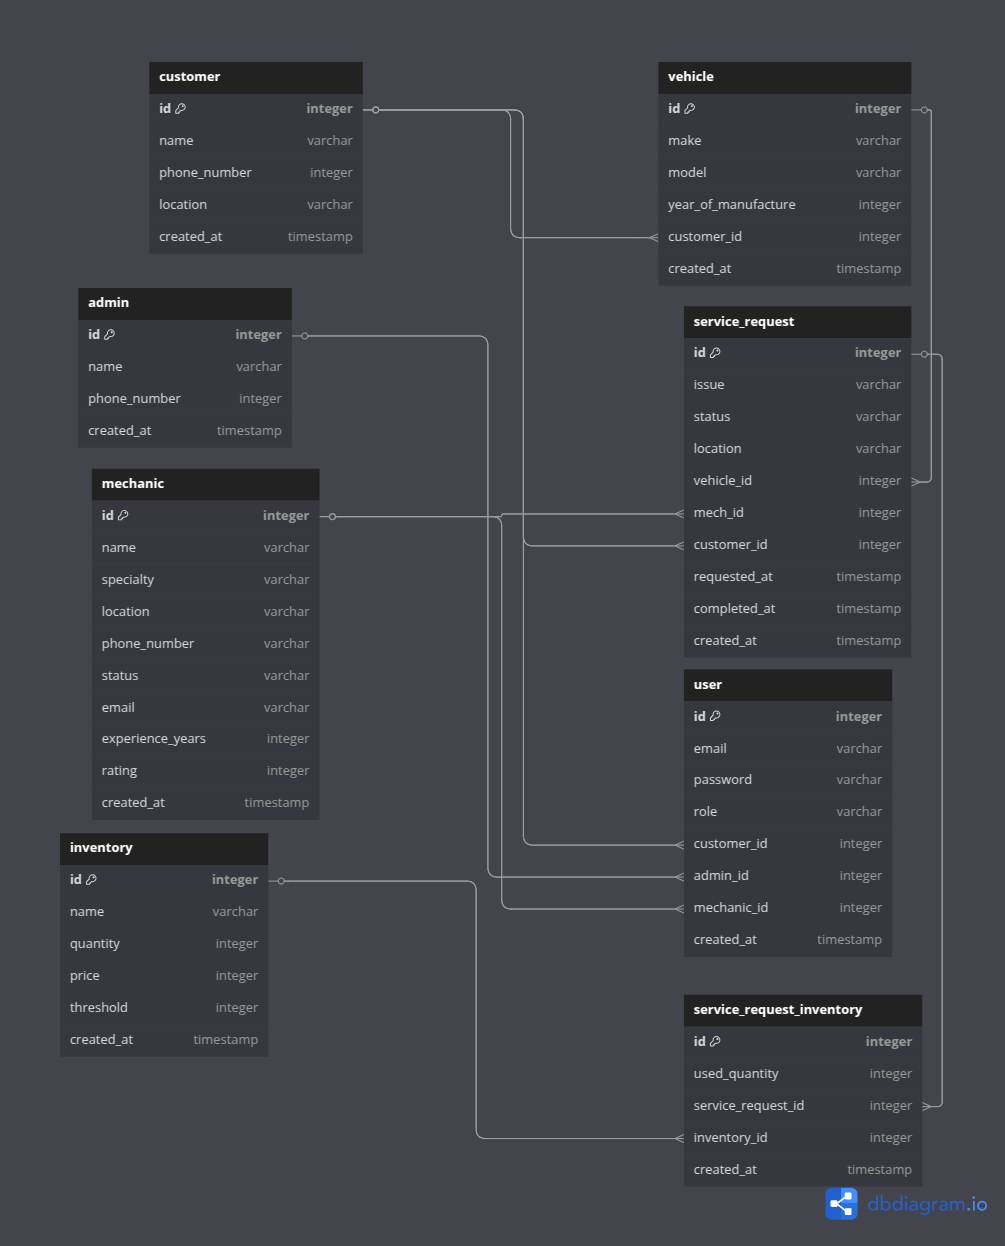 customer
id integer
name varchar
phone_number integer
location varchar
created_at timestamp
vehicle
id integer
make varchar
model varchar
year_of_manufacture integer
customer_id integer
created_at timestamp
admin
id integer
name varchar
phone_number integer
created_at timestamp
service_request
id integer
issue varchar
status varchar
location varchar
vehicle_id integer
mech_id integer
customer_id integer
requested_at timestamp
completed_at timestamp
created_at timestamp
mechanic
id integer
name varchar
specialty varchar
location varchar
phone_number varchar
status varchar
email varchar
experience_years integer
rating integer
created_at timestamp
user
id integer
email varchar
password varchar
role varchar
customer_id integer
admin_id integer
mechanic_id integer
created_at timestamp
inventory
id integer
name varchar
quantity integer
price integer
threshold integer
created_at timestamp
service_request_inventory
id integer
used_quantity integer
service_request_id integer
inventory_id integer
created_at timestamp
dbdiagram.io